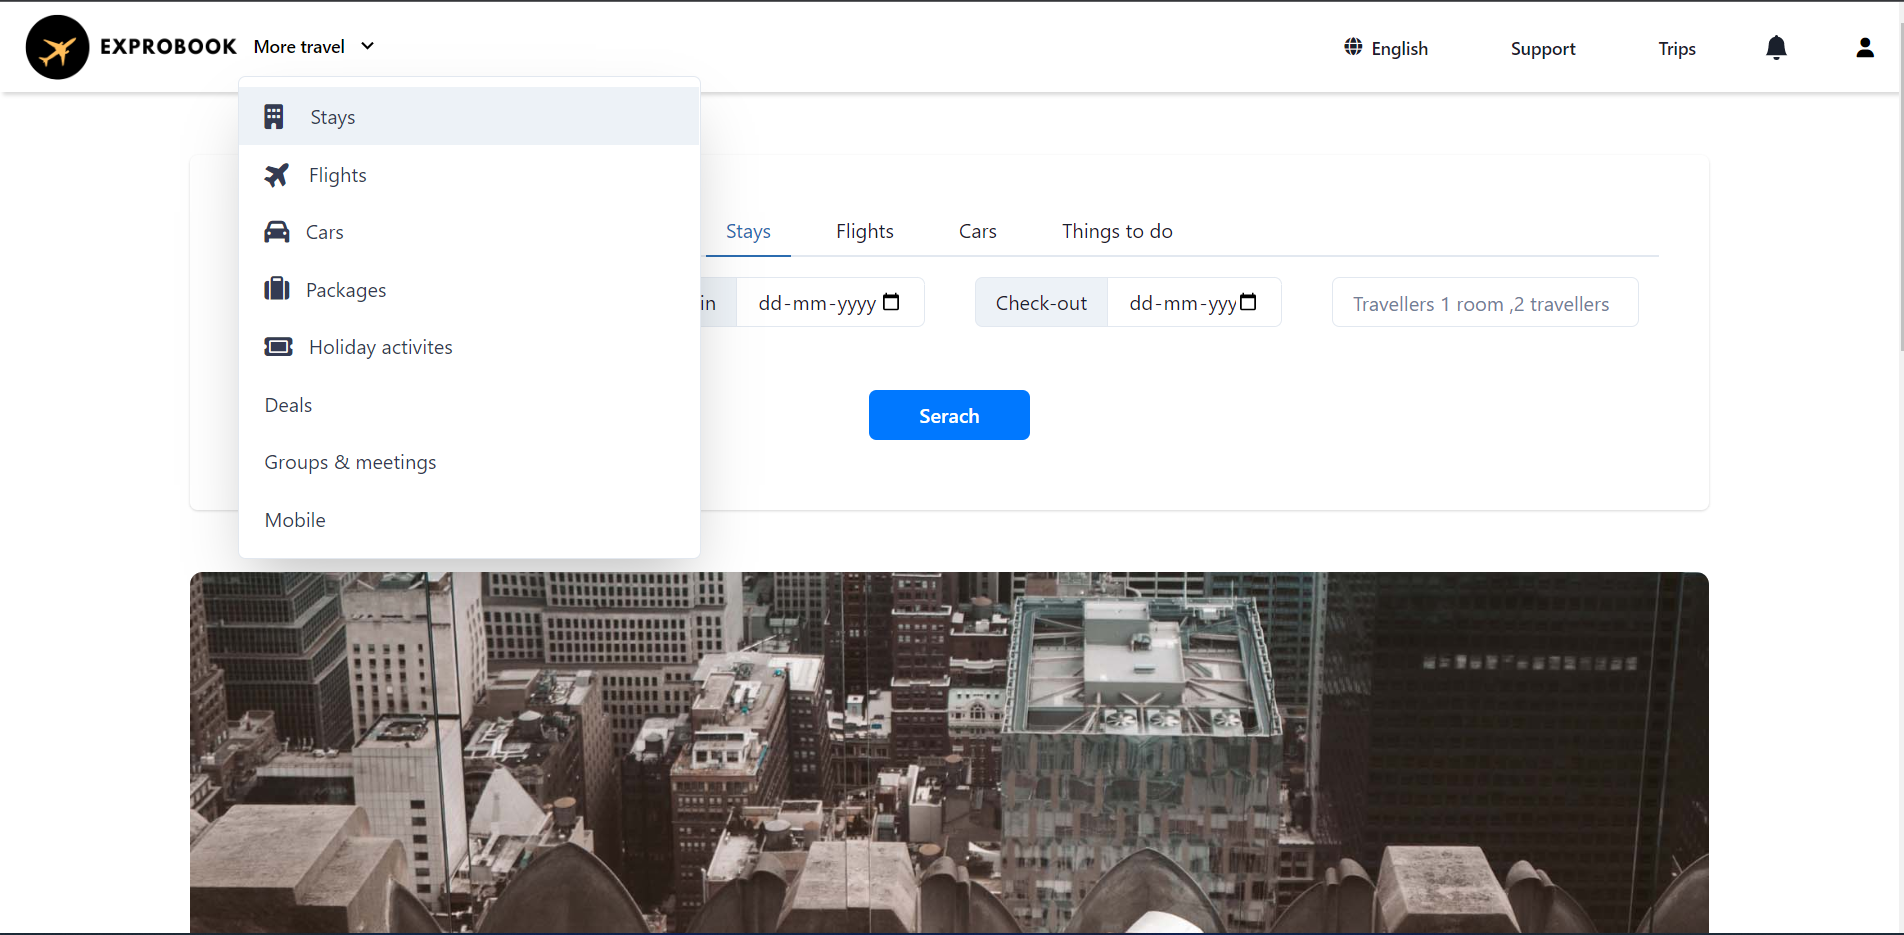 EXPROBOOK More travel English Support Trips
Stays
Flights
Cars
Packages
Holiday activites
Deals
Groups & meetings
Mobile
Stays Flights Cars Things to do
in dd-mm-yyyy Check-out dd-mm-yyy Travellers 1 room ,2 travellers
Serach